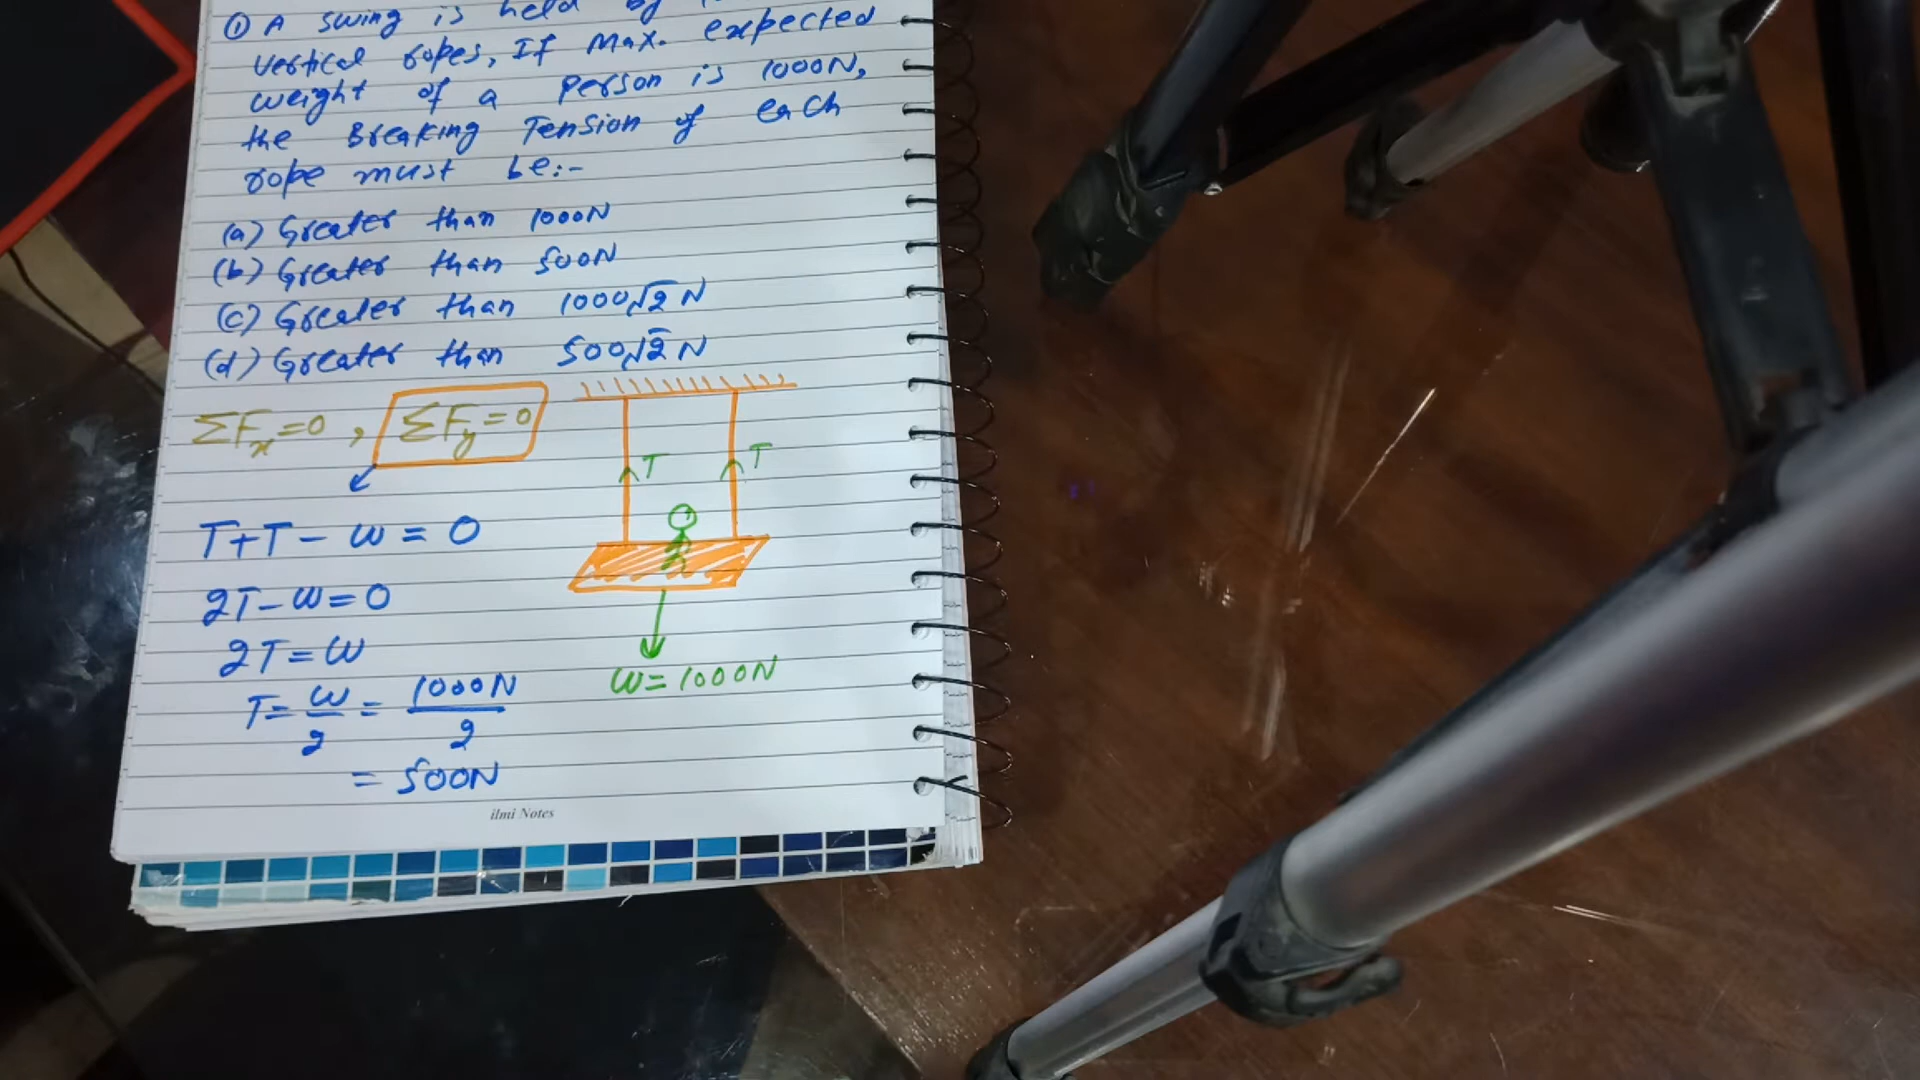 ① A swing is held by
vertical ropes, If Max. expected
weight of a Person is 1000N,
the Breaking Tension of each
rope must be:-
(a) Greater than 1000N
(b) Greater than 500N
(c) Greater than 1000√2 N
(d) Greater than 500√2 N
ΣFx=0 , ΣFy=0
T T
T+T- w = 0
2T-w=0
2T=w
T= w/2 = 1000N/2
= 500N
w=1000N
ilmi Notes